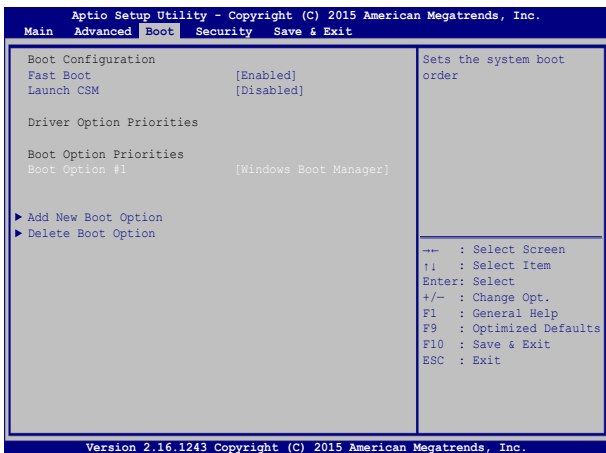 Aptio Setup Utility - Copyright (C) 2015 American Megatrends, Inc.
Main Advanced Boot Security Save & Exit
Boot Configuration
Fast Boot [Enabled]
Launch CSM [Disabled]
Driver Option Priorities
Boot Option Priorities
Boot Option #1 [Windows Boot Manager]
▶ Add New Boot Option
▶ Delete Boot Option
Sets the system boot
order
→← : Select Screen
↑↓ : Select Item
Enter: Select
+/— : Change Opt.
F1 : General Help
F9 : Optimized Defaults
F10 : Save & Exit
ESC : Exit
Version 2.16.1243 Copyright (C) 2015 American Megatrends, Inc.